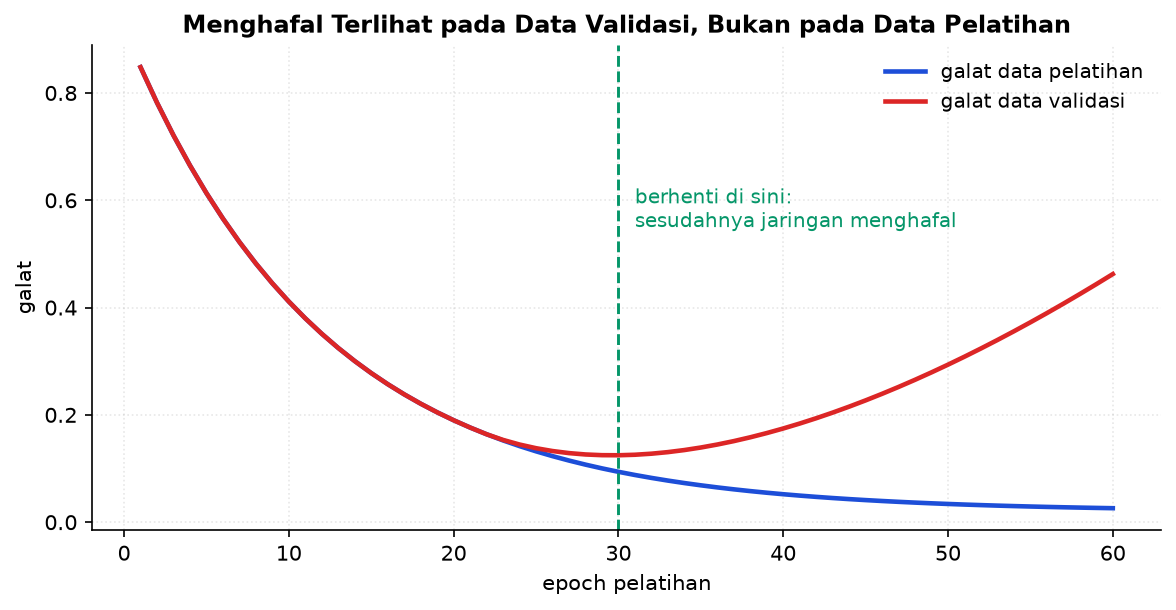 Menghafal Terlihat pada Data Validasi, Bukan pada Data Pelatihan
galat data pelatihan
galat data validasi
berhenti di sini:
sesudahnya jaringan menghafal
galat
0.8
0.6
0.4
0.2
0.0
0
10
20
30
40
50
60
epoch pelatihan